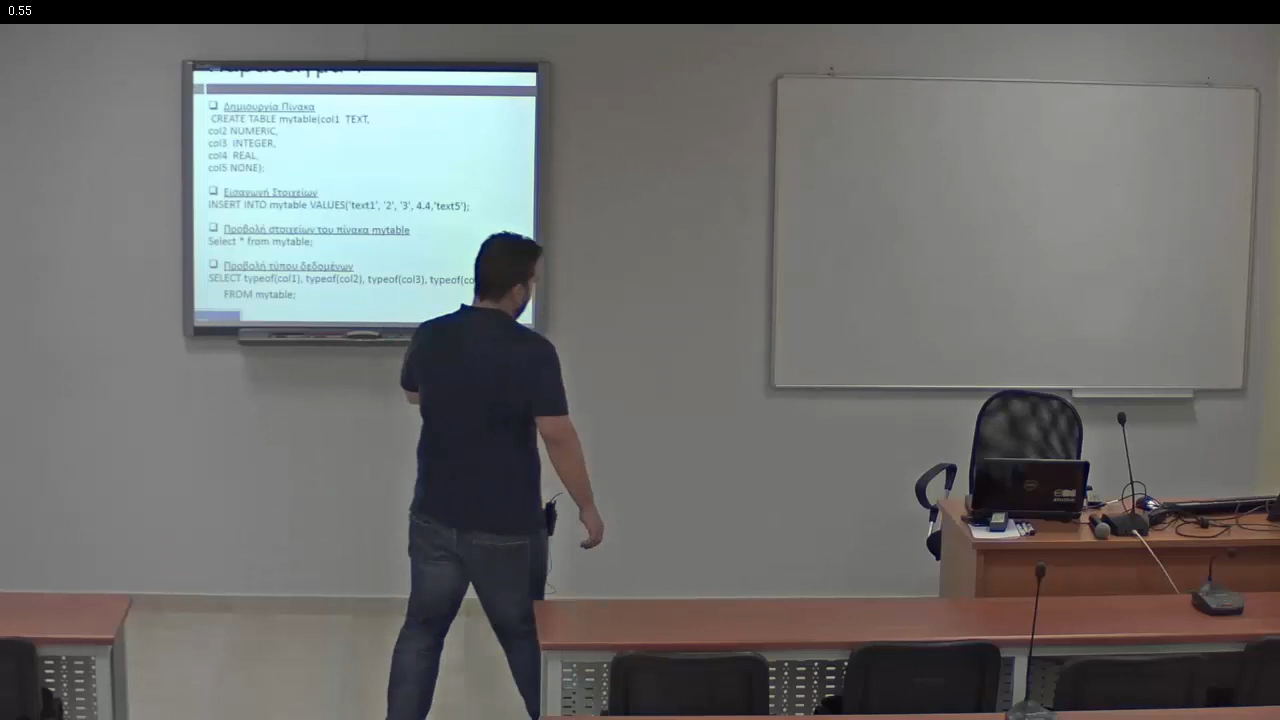 0.55
❑ Δημιουργία Πίνακα
CREATE TABLE mytable(col1 TEXT,
col2 NUMERIC,
col3 INTEGER,
col4 REAL,
col5 NONE);
❑ Εισαγωγή Στοιχείων
INSERT INTO mytable VALUES('text1', '2', '3', 4.4,'text5');
❑ Προβολή στοιχείων του πίνακα mytable
Select * from mytable;
❑ Προβολή τύπου δεδομένων
SELECT typeof(col1), typeof(col2), typeof(col3), typeof(co
FROM mytable;
DELL